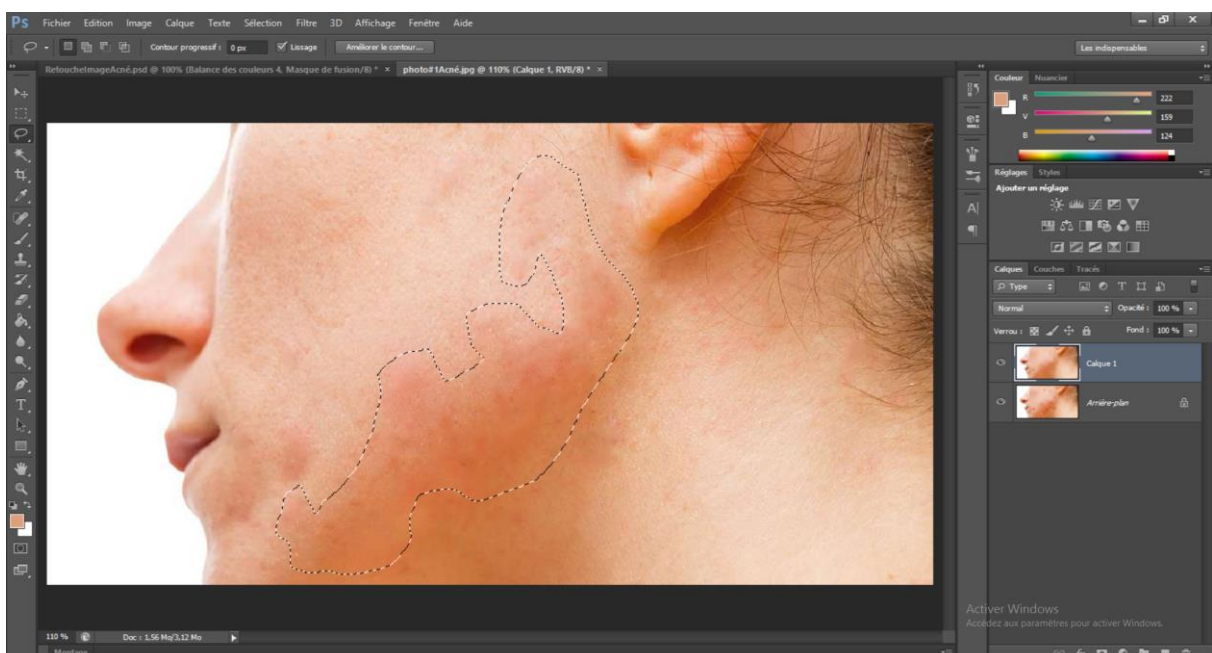 Ps Fichier Edition Image Calque Texte Sélection Filtre 3D Affichage Fenêtre Aide
Contour progressif : 0 px Lissage Améliorer le contour... Les indispensables
RetoucheImageAcné.psd @ 100% (Balance des couleurs 4, Masque de fusion/8) * × photo#1Acné.jpg @ 110% (Calque 1, RVB/8) * ×
Couleur Nuancier
R 222
V 159
B 124
Réglages Styles
Ajouter un réglage
Calques Couches Tracés
Type
Normal Opacité : 100 %
Verrou : Fond : 100 %
Calque 1
Arrière-plan
Activer Windows
Accédez aux paramètres pour activer Windows.
110 % Doc : 1,56 Mo/3,12 Mo
Montage